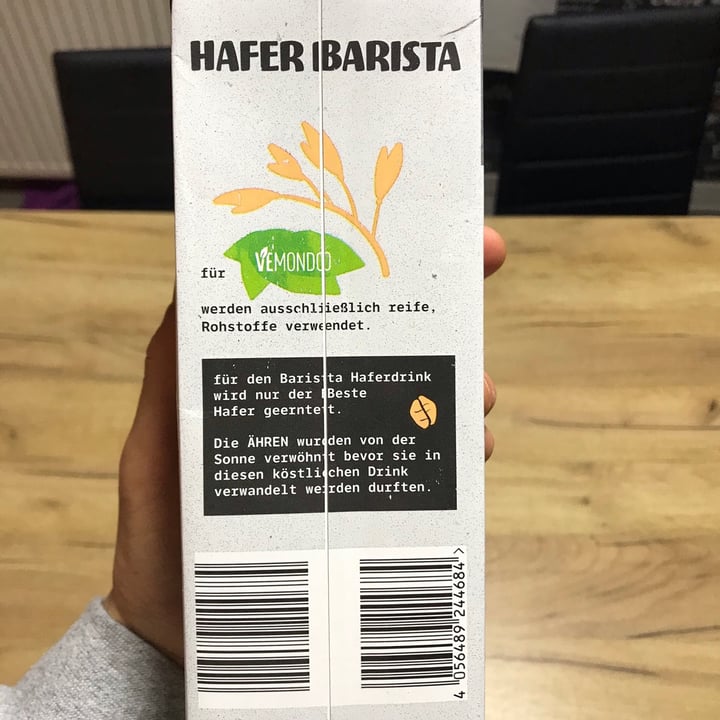 HAFER BARISTA
VEMONDO
für
werden ausschließlich reife,
Rohstoffe verwendet.
für den Barista Haferdrink
wird nur der Beste
Hafer geerntet.
Die ÄHREN wurden von der
Sonne verwöhnt bevor sie in
diesen köstlichen Drink
verwandelt werden durften.
4 056489 244684 >